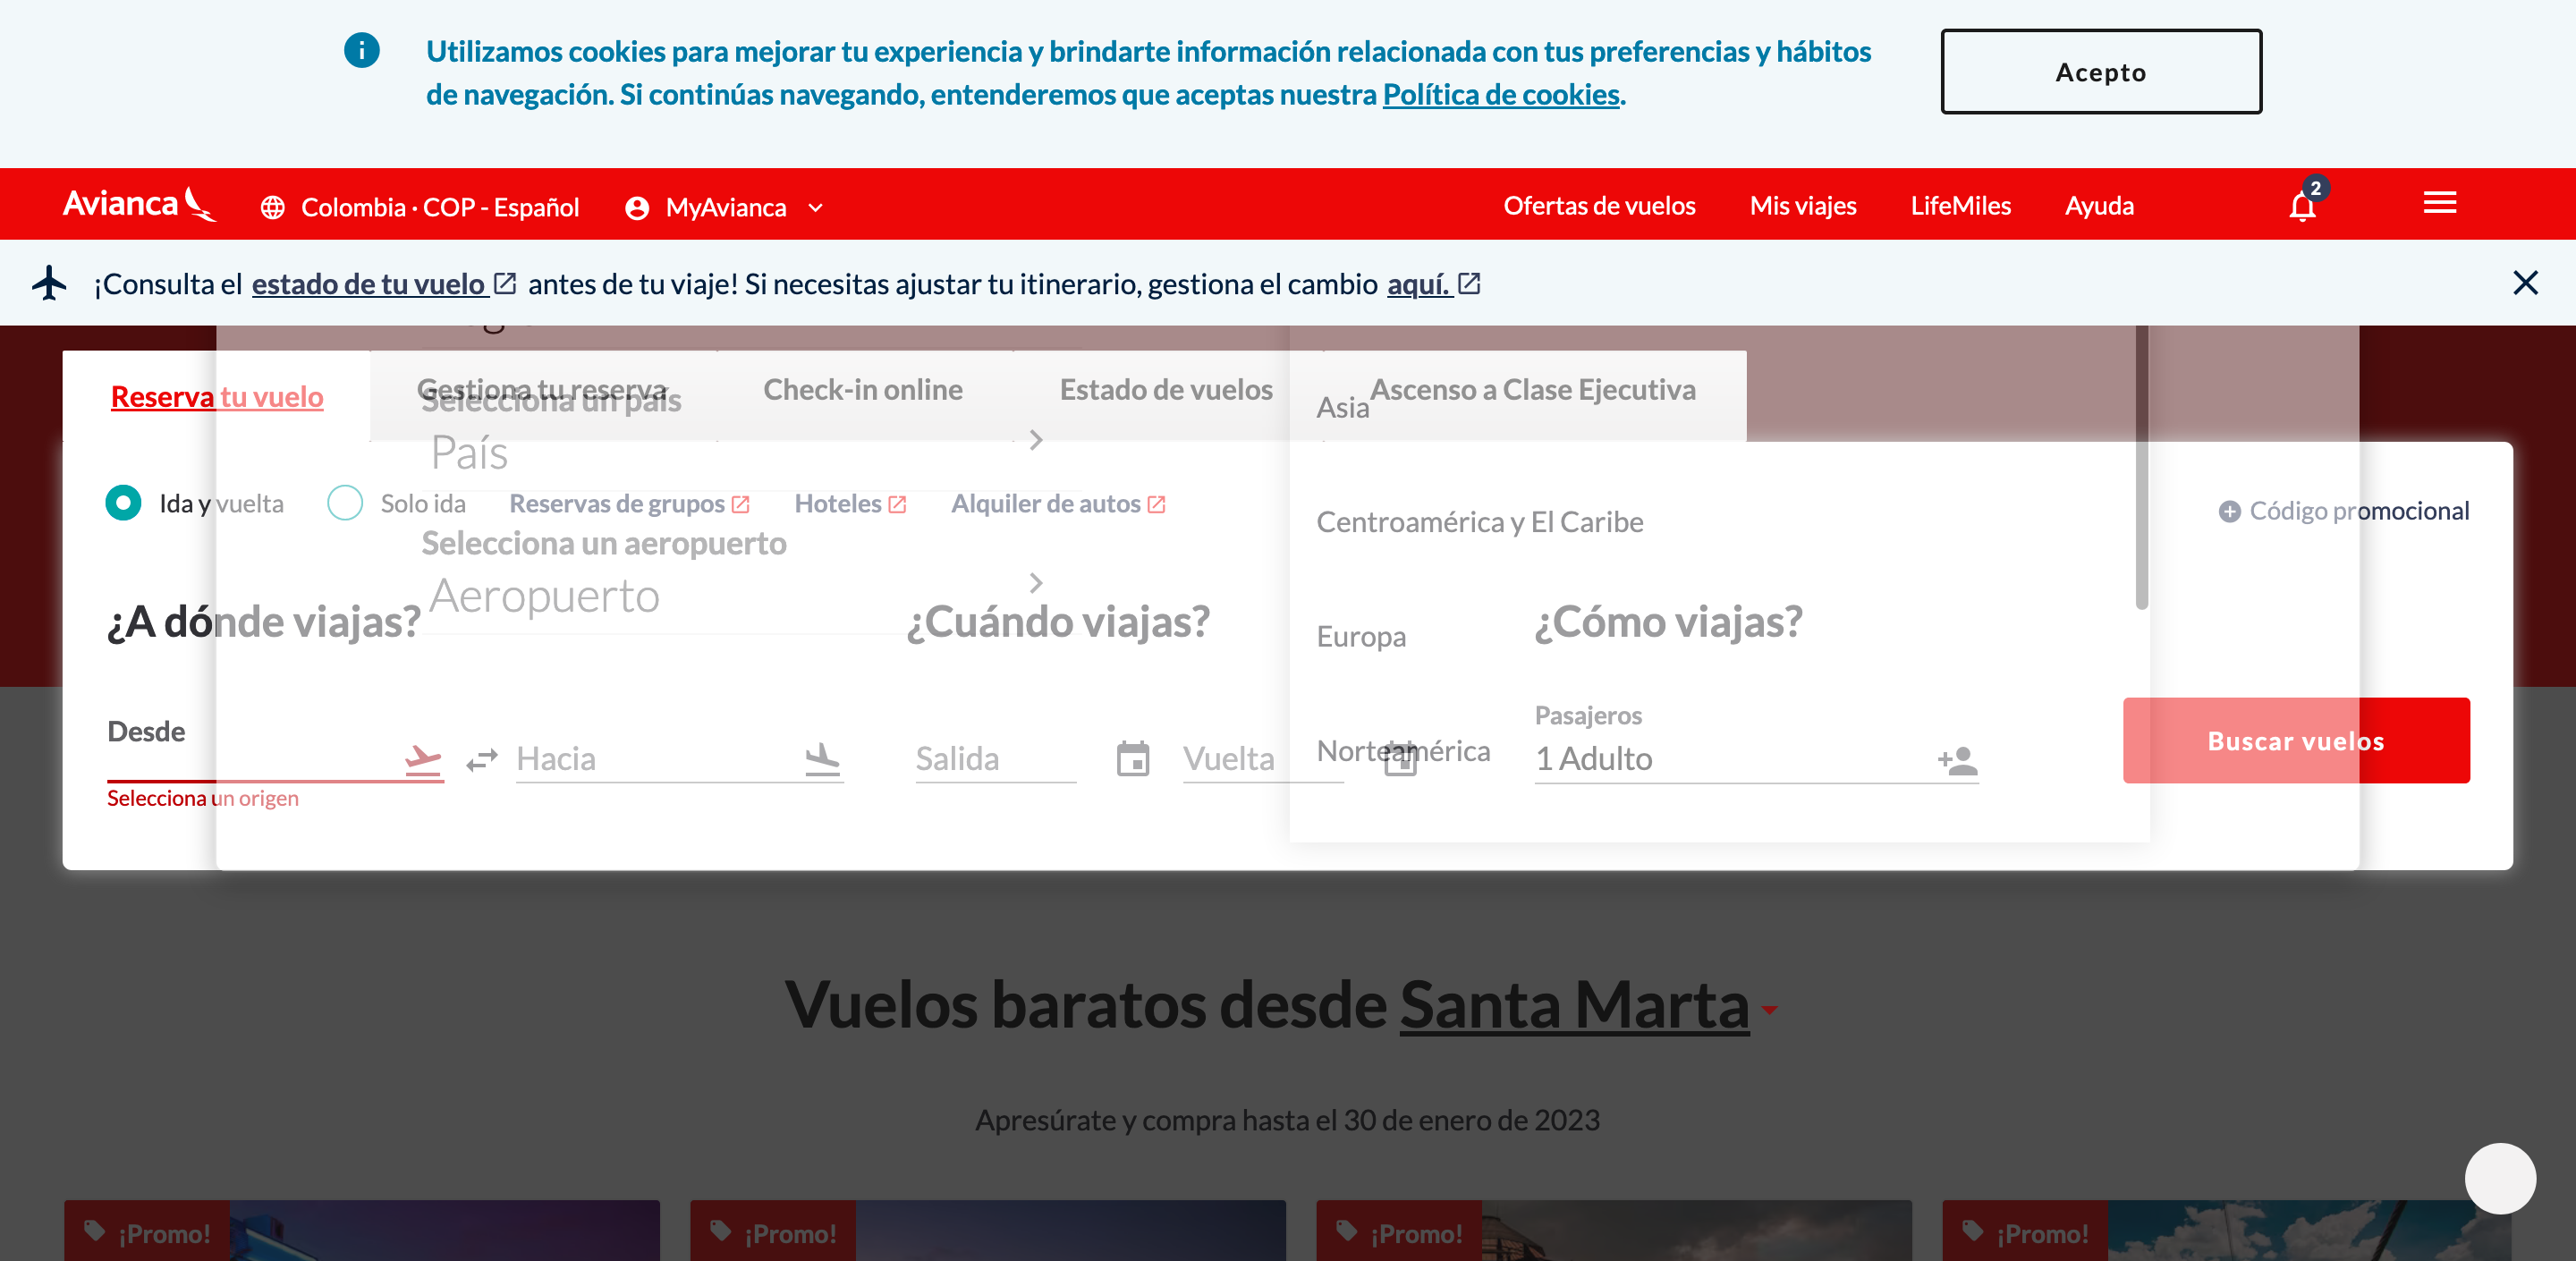 Utilizamos cookies para mejorar tu experiencia y brindarte información relacionada con tus preferencias y hábitos
de navegación. Si continúas navegando, entenderemos que aceptas nuestra Política de cookies.
Acepto
Avianca
Colombia · COP - Español
MyAvianca
Ofertas de vuelos
Mis viajes
LifeMiles
Ayuda
2
¡Consulta el estado de tu vuelo antes de tu viaje! Si necesitas ajustar tu itinerario, gestiona el cambio aquí.
Reserva tu vuelo
Gestiona tu reserva
Check-in online
Estado de vuelos
Ascenso a Clase Ejecutiva
Selecciona un país
País
Asia
Ida y vuelta
Solo ida
Reservas de grupos
Hoteles
Alquiler de autos
Código promocional
Centroamérica y El Caribe
Selecciona un aeropuerto
Aeropuerto
¿A dónde viajas?
¿Cuándo viajas?
Europa
¿Cómo viajas?
Desde
Hacia
Salida
Vuelta
Norteamérica
Pasajeros
1 Adulto
Buscar vuelos
Selecciona un origen
Vuelos baratos desde Santa Marta
Apresúrate y compra hasta el 30 de enero de 2023
¡Promo!
¡Promo!
¡Promo!
¡Promo!